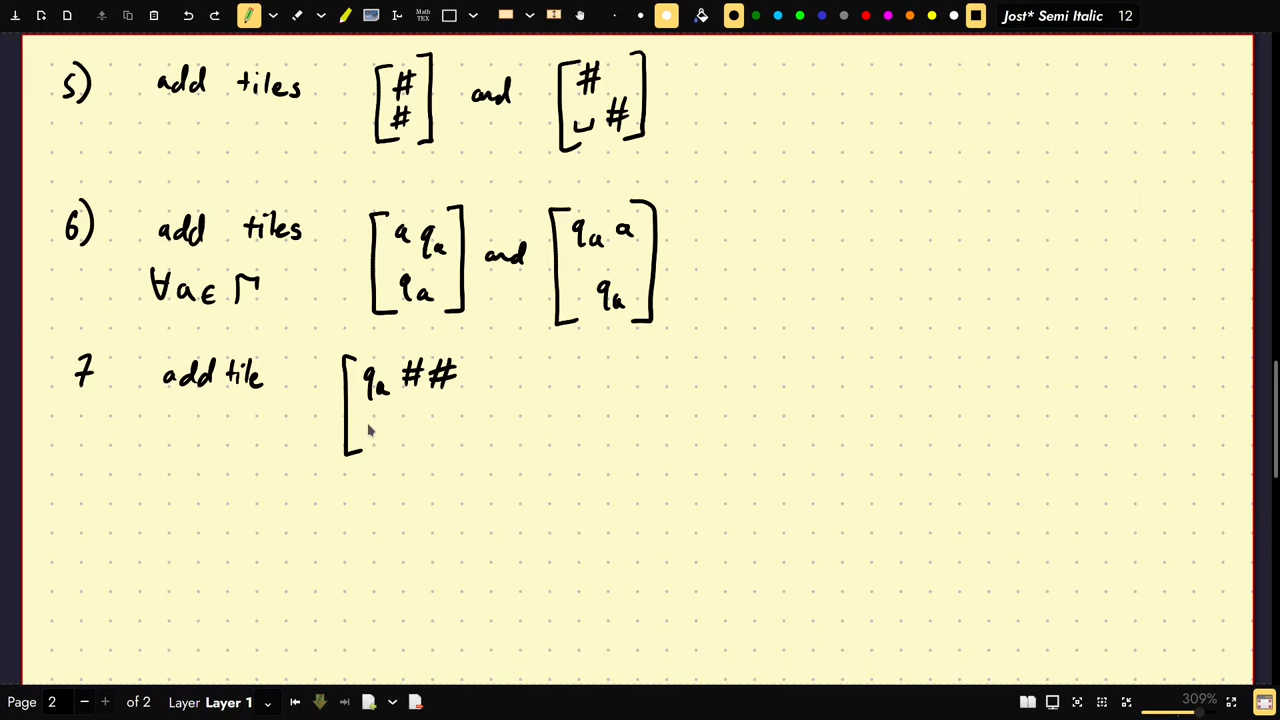 Jost* Semi Italic 12
5) add tiles [# / #] and [# / ␣ #]
6) add tiles [a qa / qa] and [qa a / qa]
∀a∈ Γ
7 add tile [qa ##
Page 2 of 2 Layer Layer 1 309%